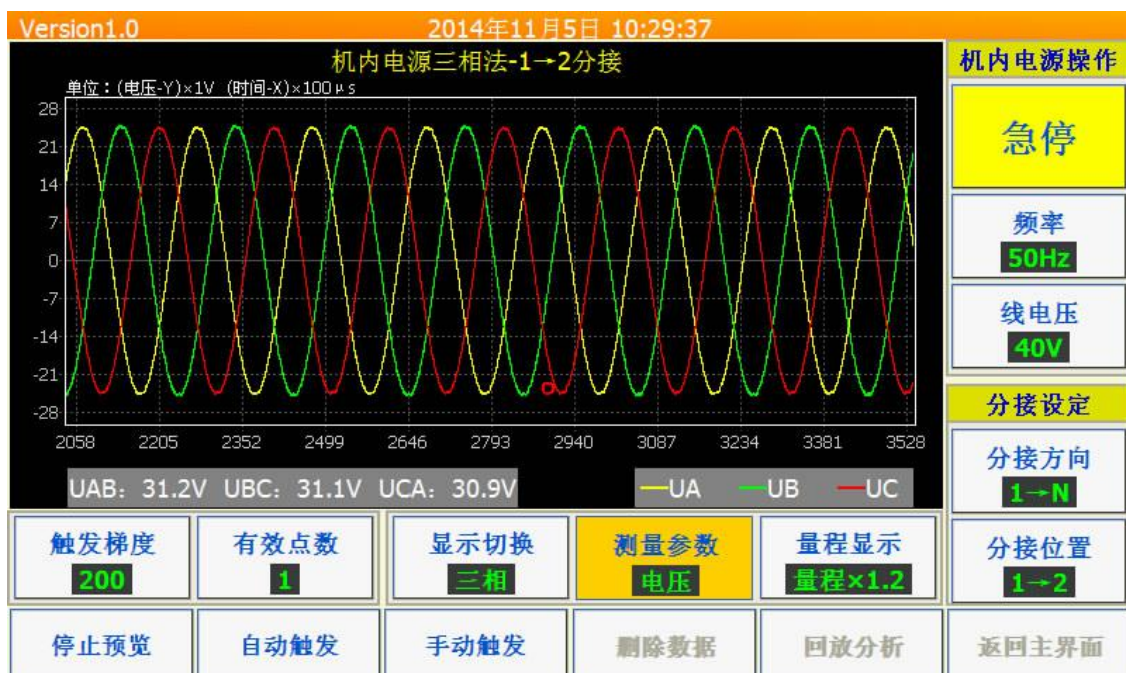 Version1.0 2014年11月5日 10:29:37
机内电源三相法-1→2分接
单位：(电压-Y)×1V (时间-X)×100μs
28
21
14
7
0
-7
-14
-21
-28
2058 2205 2352 2499 2646 2793 2940 3087 3234 3381 3528
UAB：31.2V UBC：31.1V UCA：30.9V
UA UB UC
机内电源操作
急停
频率
50Hz
线电压
40V
分接设定
分接方向
1→N
分接位置
1→2
触发梯度 有效点数 显示切换 测量参数 量程显示
200 1 三相 电压 量程×1.2
停止预览 自动触发 手动触发 删除数据 回放分析 返回主界面